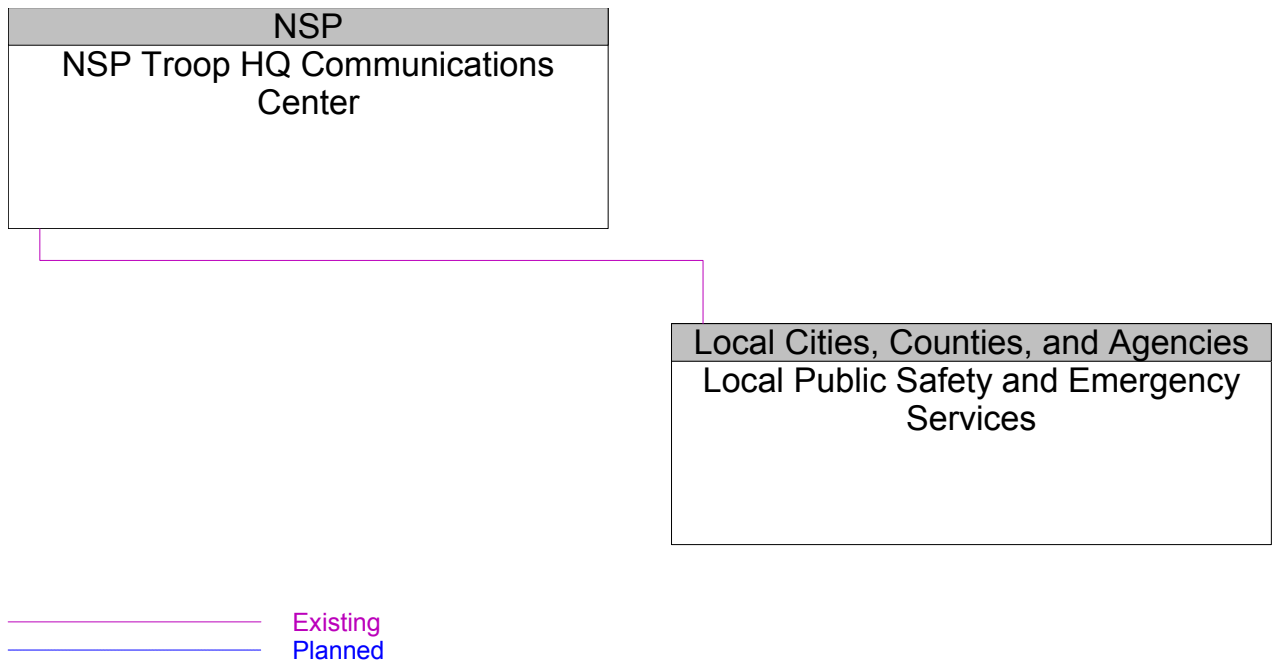 NSP
NSP Troop HQ Communications
Center
Local Cities, Counties, and Agencies
Local Public Safety and Emergency
Services
Existing
Planned